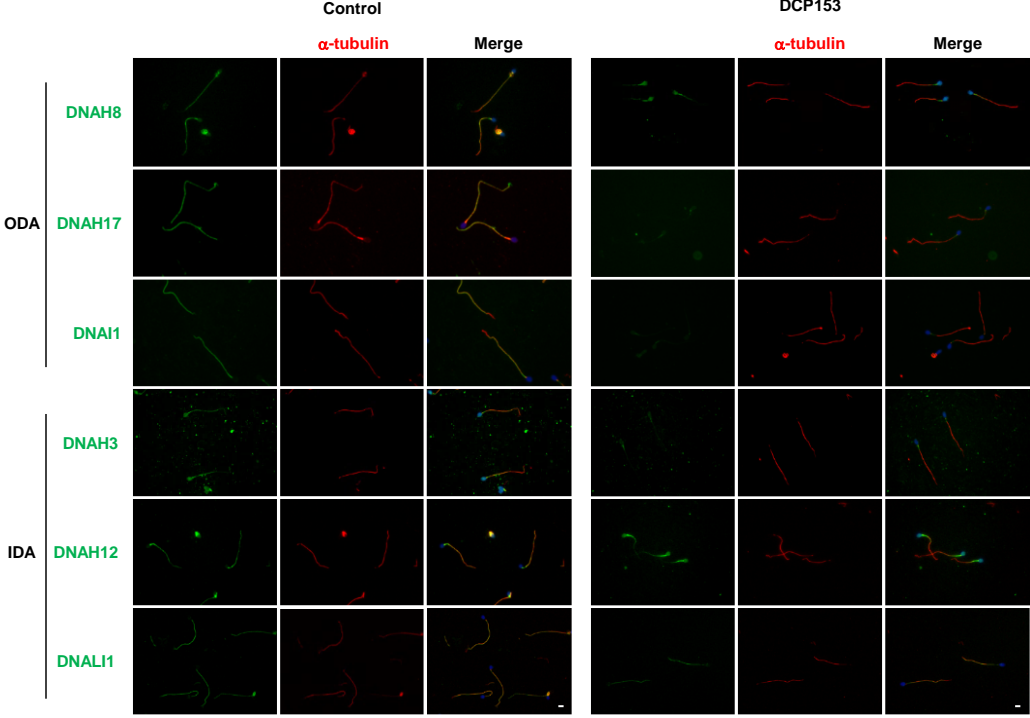 Control
DCP153
α-tubulin
Merge
α-tubulin
Merge
ODA
DNAH8
DNAH17
DNAI1
IDA
DNAH3
DNAH12
DNALI1